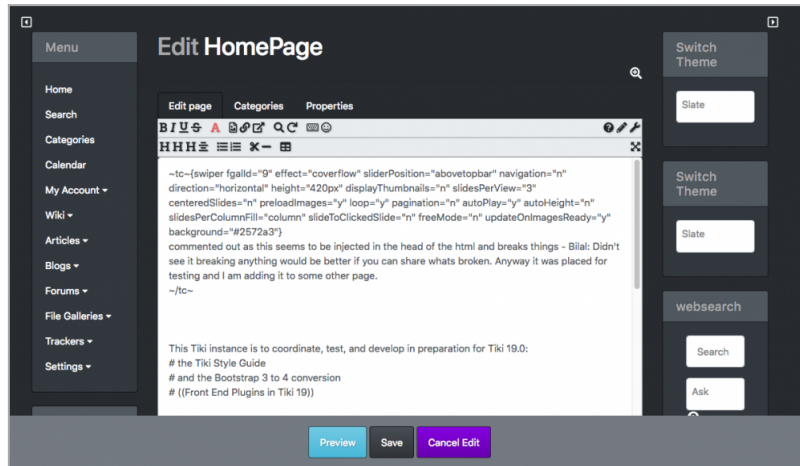 Menu
Home
Search
Categories
Calendar
My Account
Wiki
Articles
Blogs
Forums
File Galleries
Trackers
Settings
Edit HomePage
Edit page Categories Properties
B I U S A
H H H
~tc~{swiper fgalId="9" effect="coverflow" sliderPosition="abovetopbar" navigation="n"
direction="horizontal" height="420px" displayThumbnails="n" slidesPerView="3"
centeredSlides="n" preloadImages="y" loop="y" pagination="n" autoPlay="y" autoHeight="n"
slidesPerColumnFill="column" slideToClickedSlide="n" freeMode="n" updateOnImagesReady="y"
background="#2572a3"}
commented out as this seems to be injected in the head of the html and breaks things - Bilal: Didn't
see it breaking anything would be better if you can share whats broken. Anyway it was placed for
testing and I am adding it to some other page.
~/tc~
This Tiki instance is to coordinate, test, and develop in preparation for Tiki 19.0:
# the Tiki Style Guide
# and the Bootstrap 3 to 4 conversion
# ((Front End Plugins in Tiki 19))
Switch
Theme
Slate
Switch
Theme
Slate
websearch
Search
Ask
Preview Save Cancel Edit